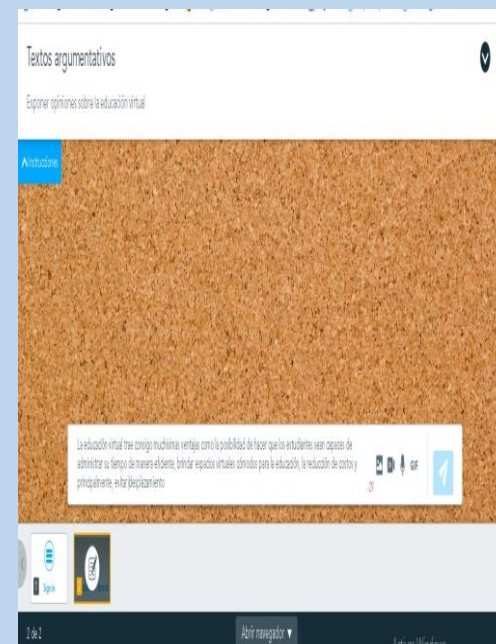 Textos argumentativos
Exponer opiniones sobre la educación virtual
Instrucciones
La educación virtual trae consigo muchísimas ventajas como la posibilidad de hacer que los estudiantes sean capaces de
administrar su tiempo de manera eficiente, brindar espacios virtuales cómodos para la educación, la reducción de costos y
principalmente, evitar desplazamiento
GIF
Sign In
2 de 2
Abrir navegador
Activar Windows